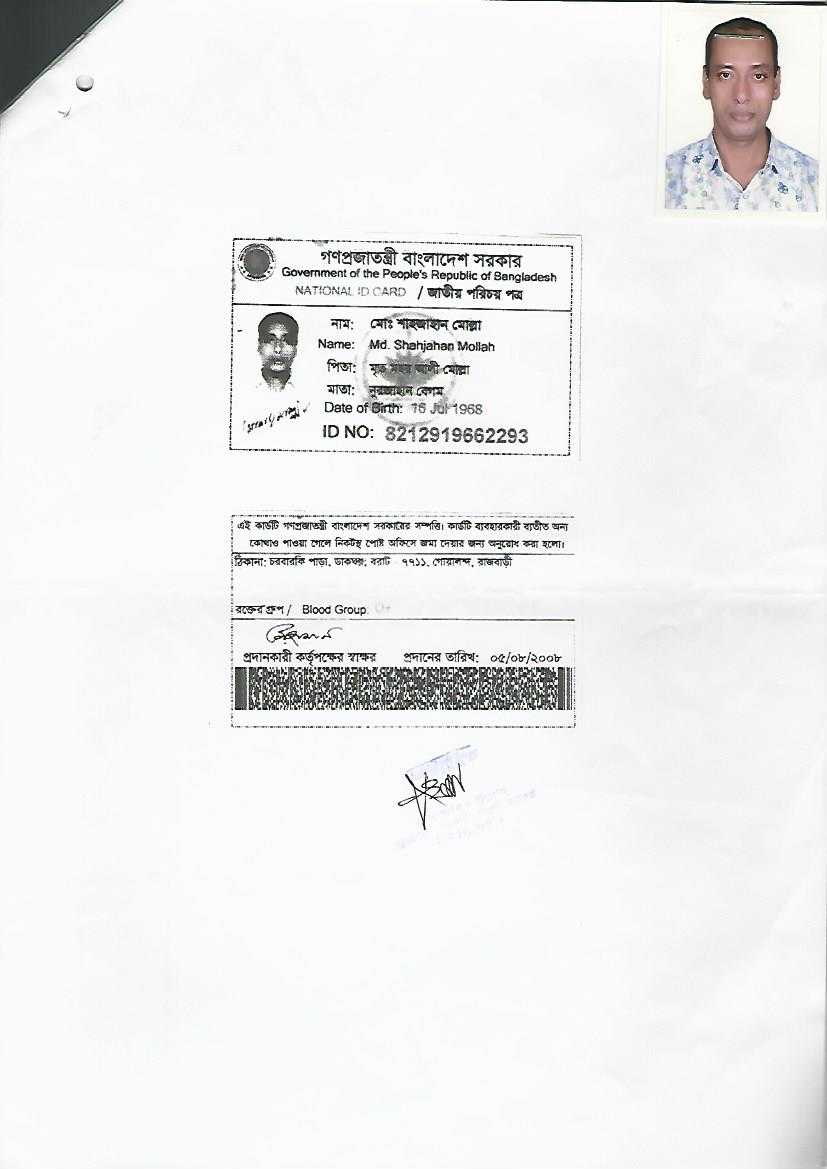 গণপ্রজাতন্ত্রী বাংলাদেশ সরকার
Government of the People's Republic of Bangladesh
NATIONAL ID CARD / জাতীয় পরিচয় পত্র
নাম: মোঃ শাহজাহান মোল্লা
Name: Md. Shahjahan Mollah
পিতা: মৃত আলী মোল্লা
মাতা: নুরজাহান বেগম
Date of Birth: 16 Jul 1968
ID NO: 8212919662293
এই কার্ডটি গণপ্রজাতন্ত্রী বাংলাদেশ সরকারের সম্পত্তি। কার্ডটি ব্যবহারকারী ব্যতীত অন্য
কোথাও পাওয়া গেলে নিকটস্থ পোষ্ট অফিসে জমা দেয়ার জন্য অনুরোধ করা হলো।
ঠিকানা: চরবারকি পাড়া, ডাকঘর: বরাট - ৭৭১১, গোয়ালন্দ, রাজবাড়ী
রক্তের গ্রুপ / Blood Group: O+
প্রদানকারী কর্তৃপক্ষের স্বাক্ষর প্রদানের তারিখ: ০৫/০৮/২০০৮